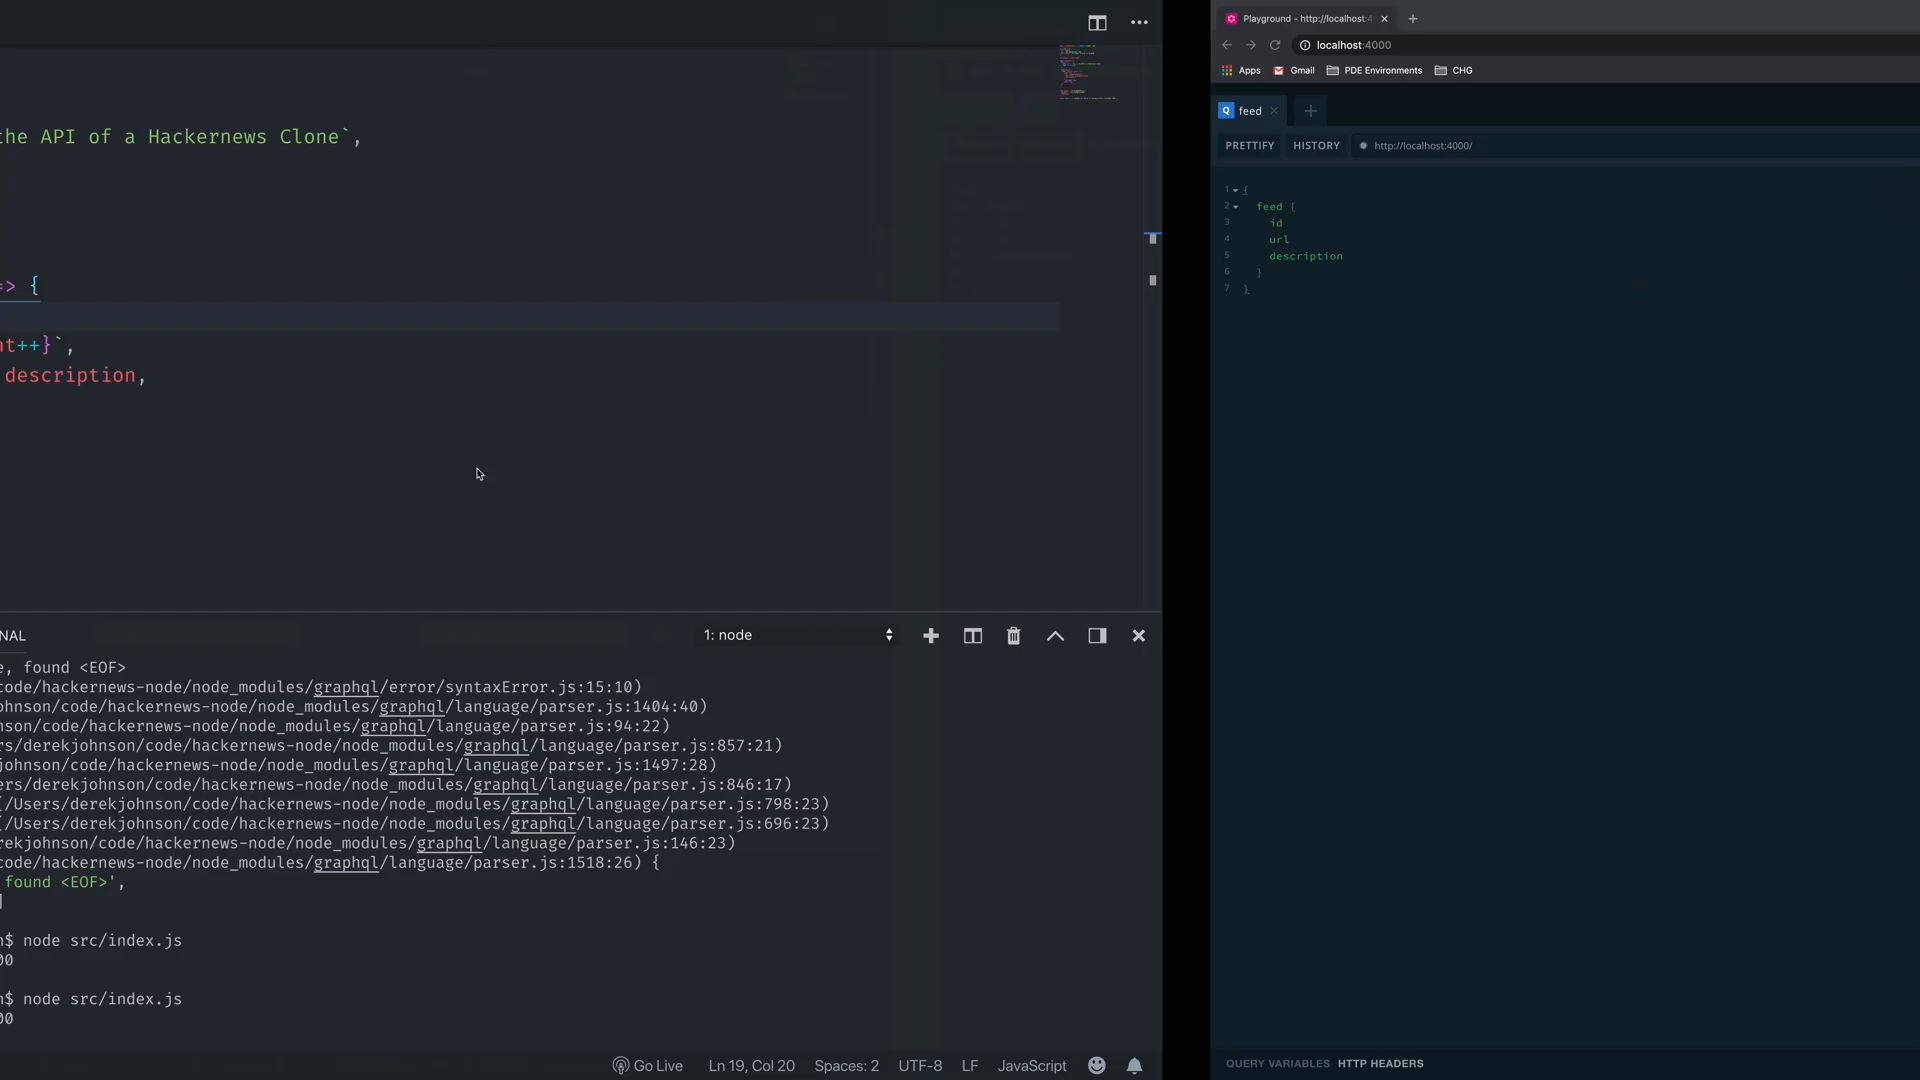 the API of a Hackernews Clone`,
=> {
nt++}`,
description,
NAL
1: node
e, found <EOF>
code/hackernews-node/node_modules/graphql/error/syntaxError.js:15:10)
ohnson/code/hackernews-node/node_modules/graphql/language/parser.js:1404:40)
nson/code/hackernews-node/node_modules/graphql/language/parser.js:94:22)
rs/derekjohnson/code/hackernews-node/node_modules/graphql/language/parser.js:857:21)
johnson/code/hackernews-node/node_modules/graphql/language/parser.js:1497:28)
ers/derekjohnson/code/hackernews-node/node_modules/graphql/language/parser.js:846:17)
(/Users/derekjohnson/code/hackernews-node/node_modules/graphql/language/parser.js:798:23)
(/Users/derekjohnson/code/hackernews-node/node_modules/graphql/language/parser.js:696:23)
rekjohnson/code/hackernews-node/node_modules/graphql/language/parser.js:146:23)
code/hackernews-node/node_modules/graphql/language/parser.js:1518:26) {
found <EOF>',
]
n$ node src/index.js
00
n$ node src/index.js
00
Go Live Ln 19, Col 20 Spaces: 2 UTF-8 LF JavaScript
Playground - http://localhost:4
localhost:4000
Apps Gmail PDE Environments CHG
Q feed
PRETTIFY HISTORY http://localhost:4000/
1 {
2 feed {
3 id
4 url
5 description
6 }
7 }
QUERY VARIABLES HTTP HEADERS